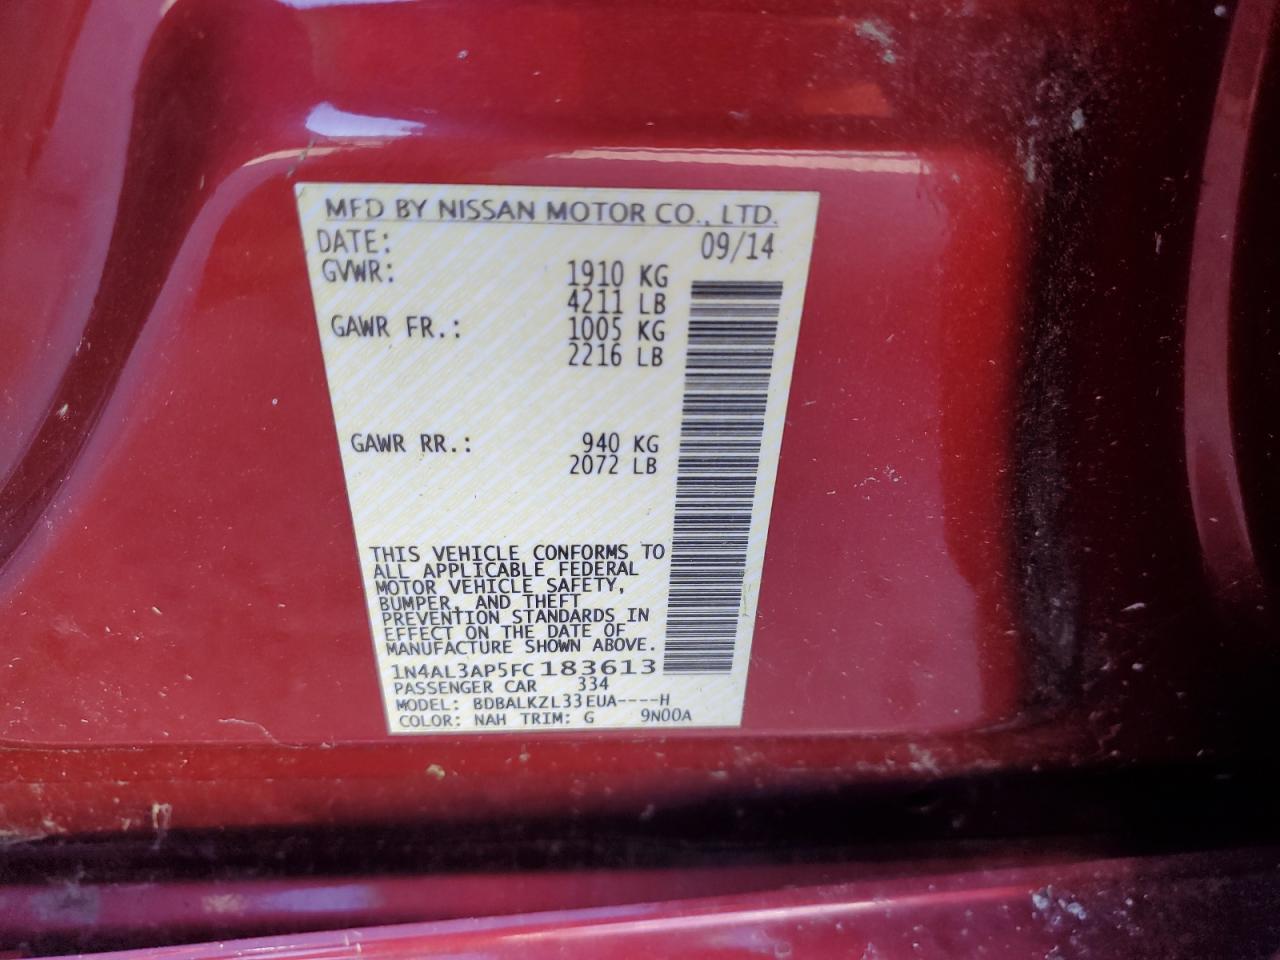 MFD BY NISSAN MOTOR CO., LTD.
DATE: 09/14
GVWR: 1910 KG
4211 LB
GAWR FR.: 1005 KG
2216 LB
GAWR RR.: 940 KG
2072 LB
THIS VEHICLE CONFORMS TO
ALL APPLICABLE FEDERAL
MOTOR VEHICLE SAFETY,
BUMPER, AND THEFT
PREVENTION STANDARDS IN
EFFECT ON THE DATE OF
MANUFACTURE SHOWN ABOVE.
1N4AL3AP5FC183613
PASSENGER CAR 334
MODEL: BDBALKZL33EUA----H
COLOR: NAH TRIM: G 9N00A